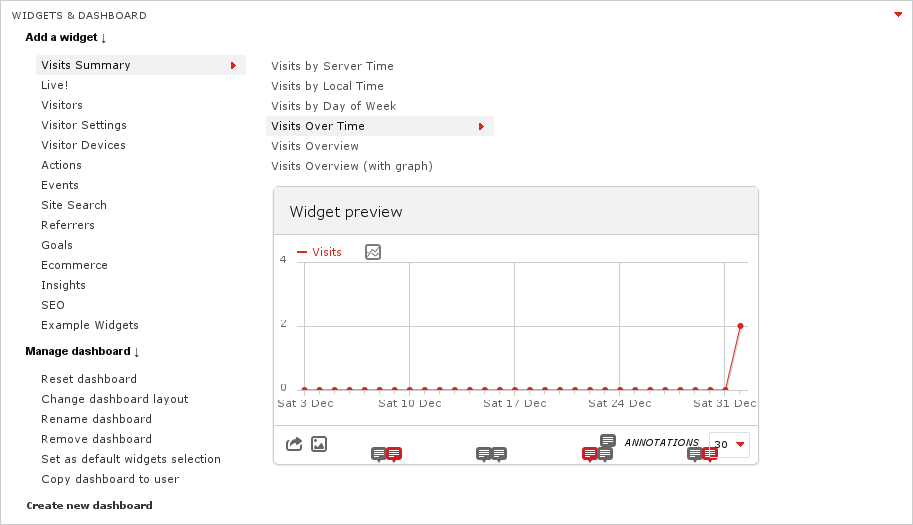 WIDGETS & DASHBOARD
Add a widget ↓
Visits Summary
Live!
Visitors
Visitor Settings
Visitor Devices
Actions
Events
Site Search
Referrers
Goals
Ecommerce
Insights
SEO
Example Widgets
Manage dashboard ↓
Reset dashboard
Change dashboard layout
Rename dashboard
Remove dashboard
Set as default widgets selection
Copy dashboard to user
Create new dashboard
Visits by Server Time
Visits by Local Time
Visits by Day of Week
Visits Over Time
Visits Overview
Visits Overview (with graph)
Widget preview
Visits
4
2
0
Sat 3 Dec Sat 10 Dec Sat 17 Dec Sat 24 Dec Sat 31 Dec
ANNOTATIONS 30